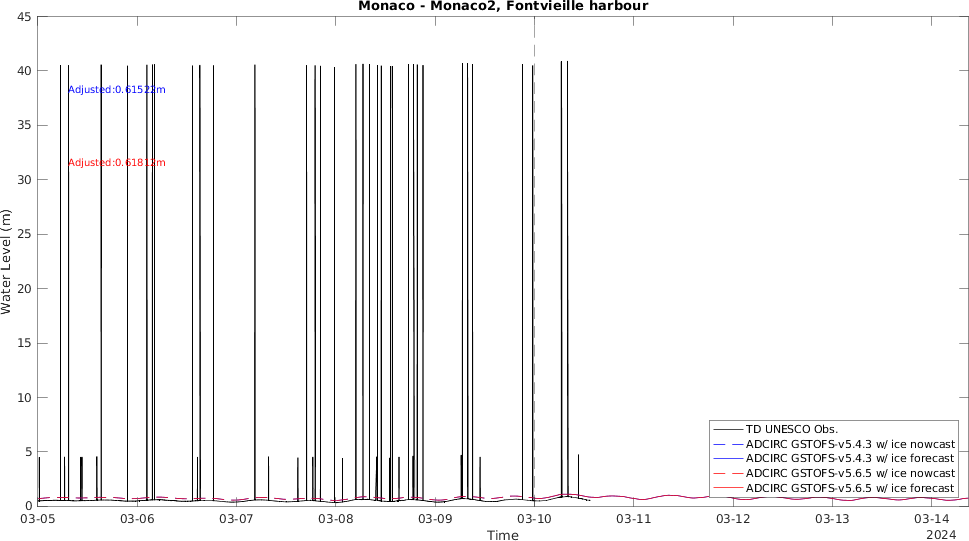 Monaco - Monaco2, Fontvieille harbour
Water Level (m)
45
40
35
30
25
20
15
10
5
0
Adjusted:0.61522m
Adjusted:0.61813m
TD UNESCO Obs.
ADCIRC GSTOFS-v5.4.3 w/ ice nowcast
ADCIRC GSTOFS-v5.4.3 w/ ice forecast
ADCIRC GSTOFS-v5.6.5 w/ ice nowcast
ADCIRC GSTOFS-v5.6.5 w/ ice forecast
03-05 03-06 03-07 03-08 03-09 03-10 03-11 03-12 03-13 03-14
Time
2024